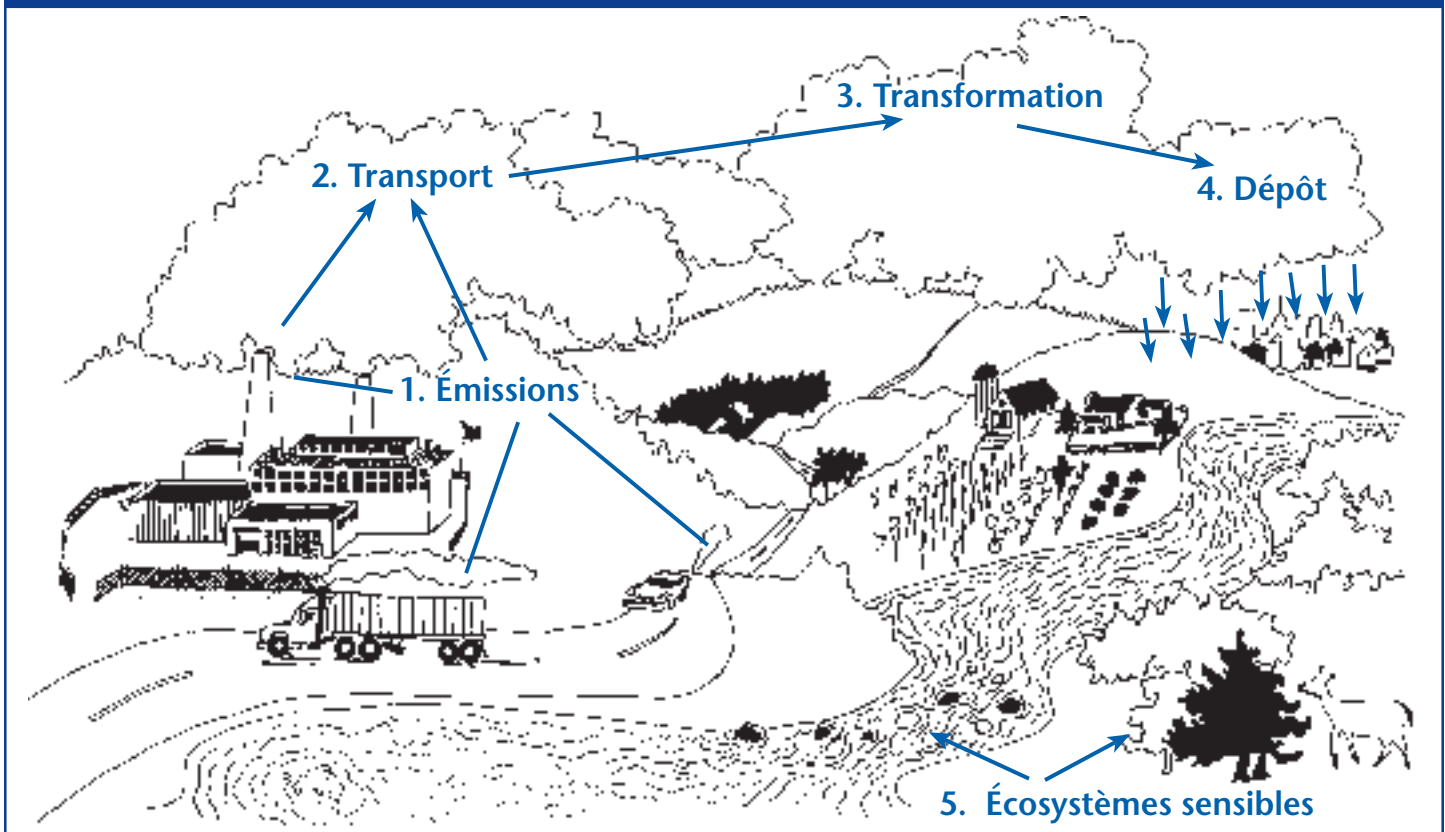 3. Transformation
2. Transport
4. Dépôt
1. Émissions
5. Écosystèmes sensibles